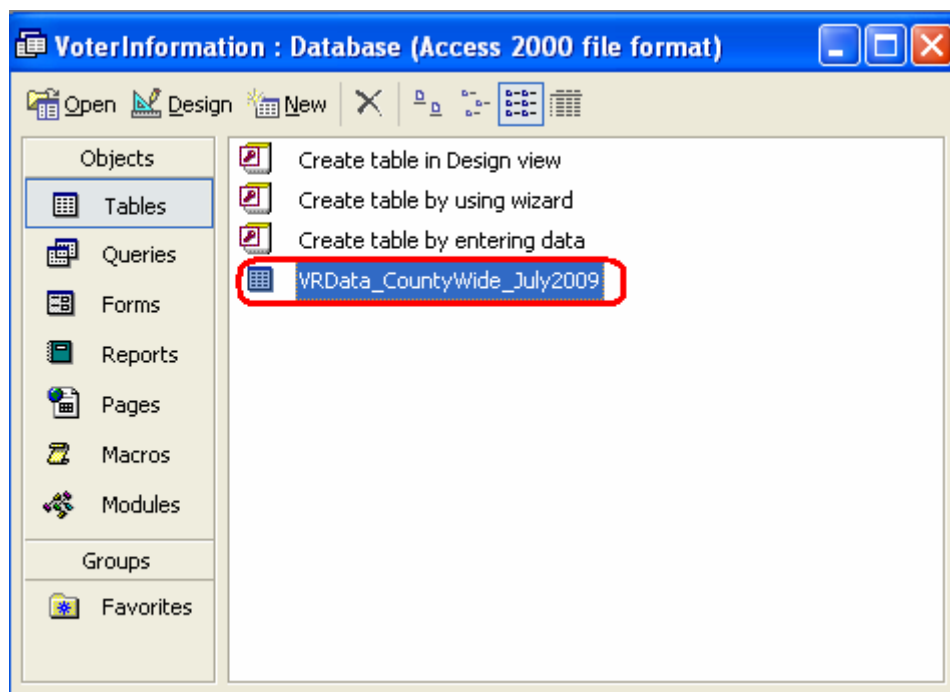 VoterInformation : Database (Access 2000 file format)
Open Design New
Objects
Tables
Queries
Forms
Reports
Pages
Macros
Modules
Groups
Favorites
Create table in Design view
Create table by using wizard
Create table by entering data
VRData_CountyWide_July2009